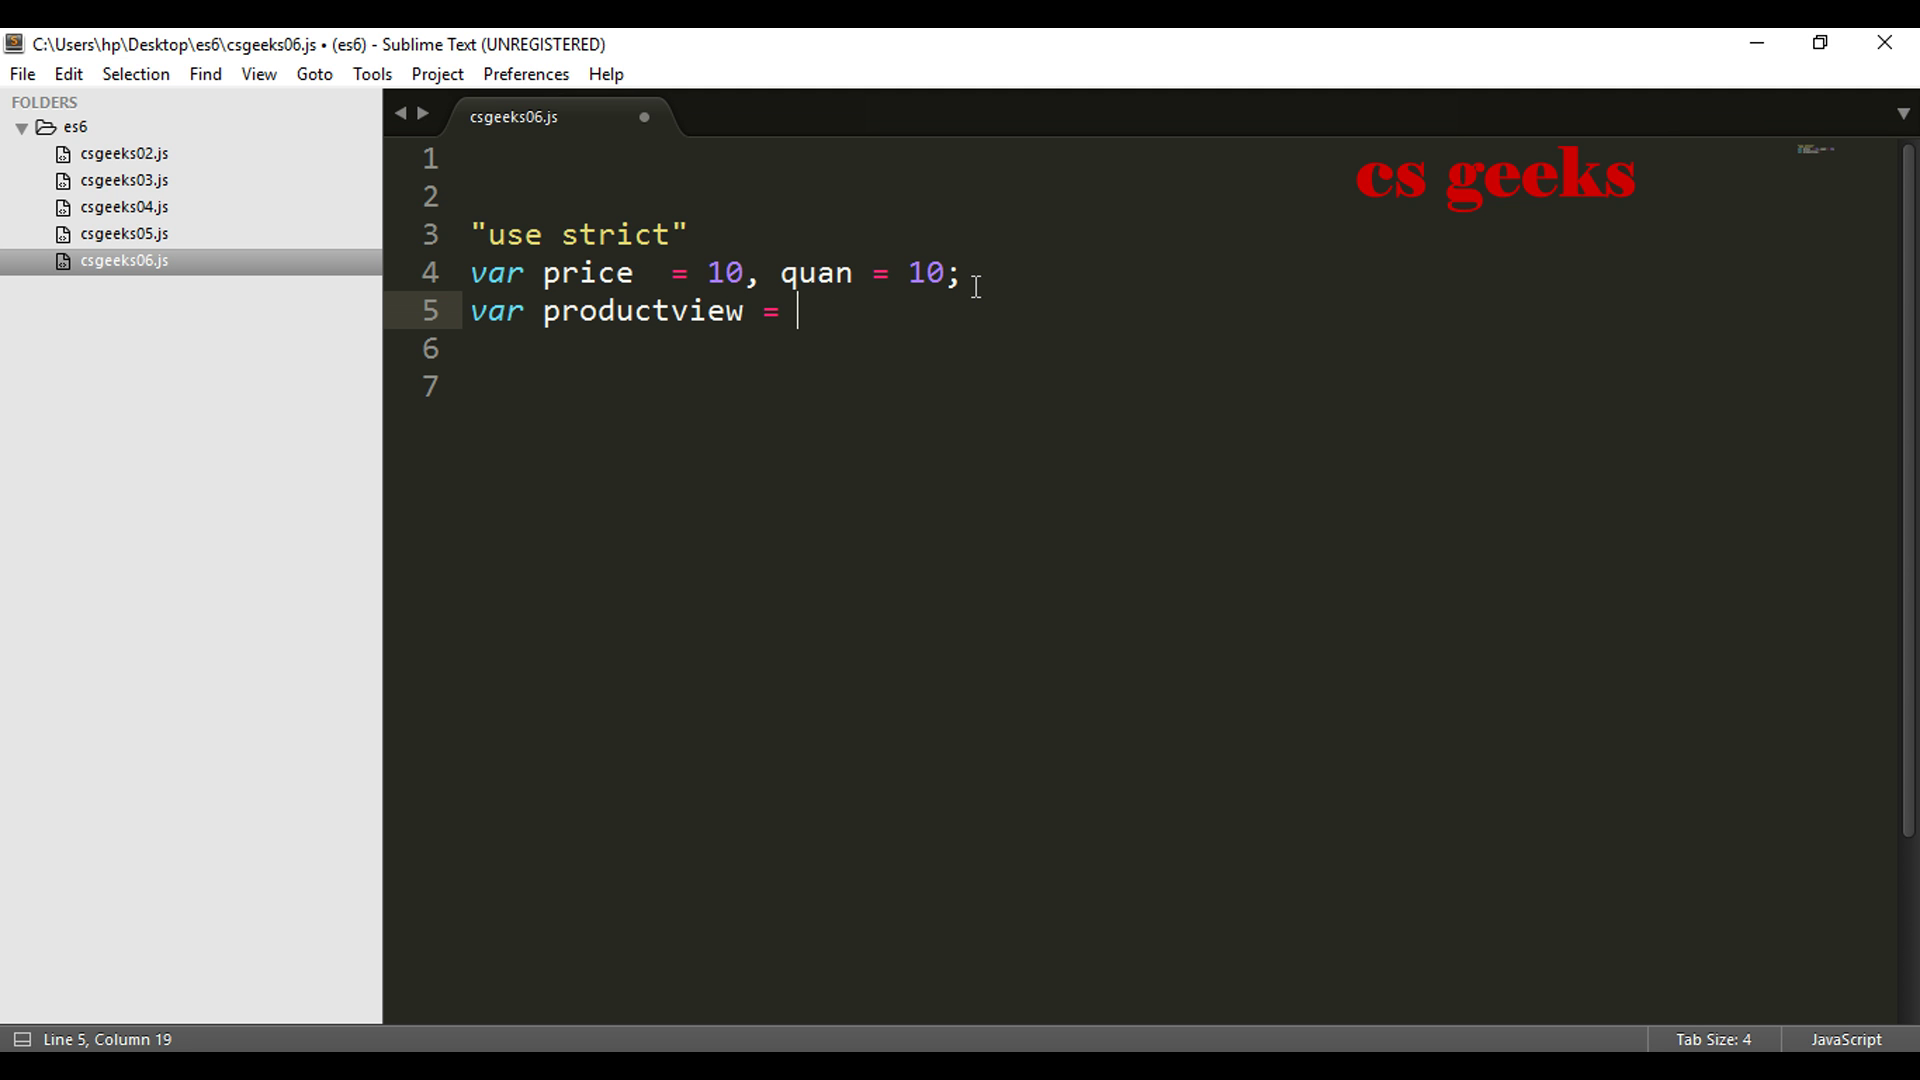 C:\Users\hp\Desktop\es6\csgeeks06.js • (es6) - Sublime Text (UNREGISTERED)
File Edit Selection Find View Goto Tools Project Preferences Help
FOLDERS
es6
csgeeks02.js
csgeeks03.js
csgeeks04.js
csgeeks05.js
csgeeks06.js
csgeeks06.js
cs geeks
1
2
3 "use strict"
4 var price  = 10, quan = 10;
5 var productview =
6
7
Line 5, Column 19
Tab Size: 4
JavaScript